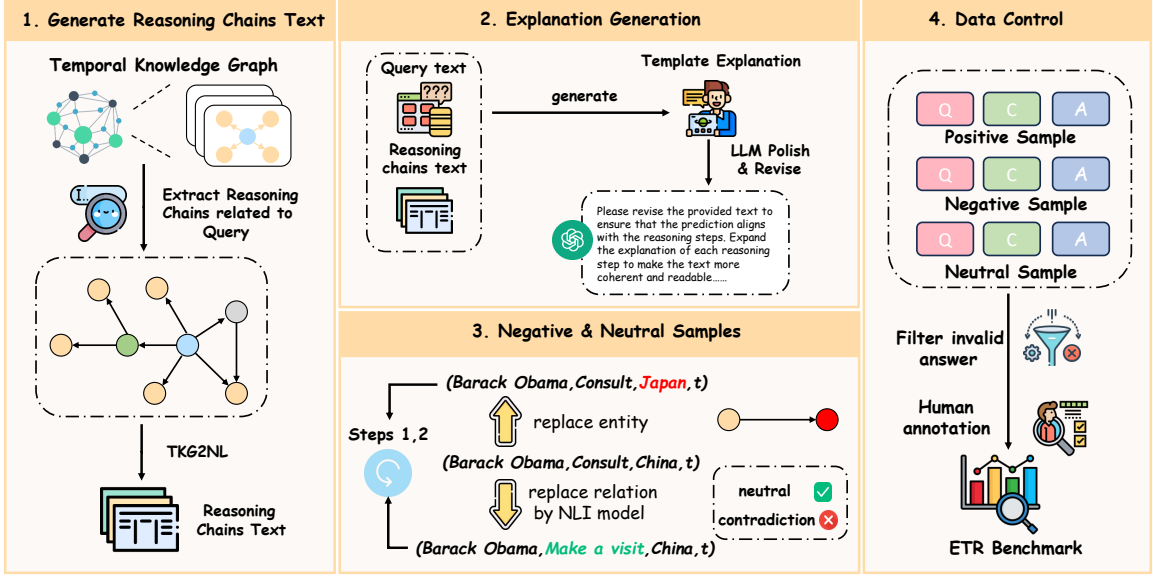 1. Generate Reasoning Chains Text
Temporal Knowledge Graph
I..
Extract Reasoning
Chains related to
Query
TKG2NL
Reasoning
Chains Text
2. Explanation Generation
Query text
???
Reasoning
chains text
generate
Template Explanation
LLM Polish
& Revise
Please revise the provided text to
ensure that the prediction aligns
with the reasoning steps. Expand
the explanation of each reasoning
step to make the text more
coherent and readable......
3. Negative & Neutral Samples
(Barack Obama,Consult,Japan,t)
replace entity
Steps 1,2
(Barack Obama,Consult,China,t)
replace relation
by NLI model
neutral
contradiction
(Barack Obama,Make a visit,China,t)
4. Data Control
Q C A
Positive Sample
Q C A
Negative Sample
Q C A
Neutral Sample
Filter invalid
answer
Human
annotation
ETR Benchmark